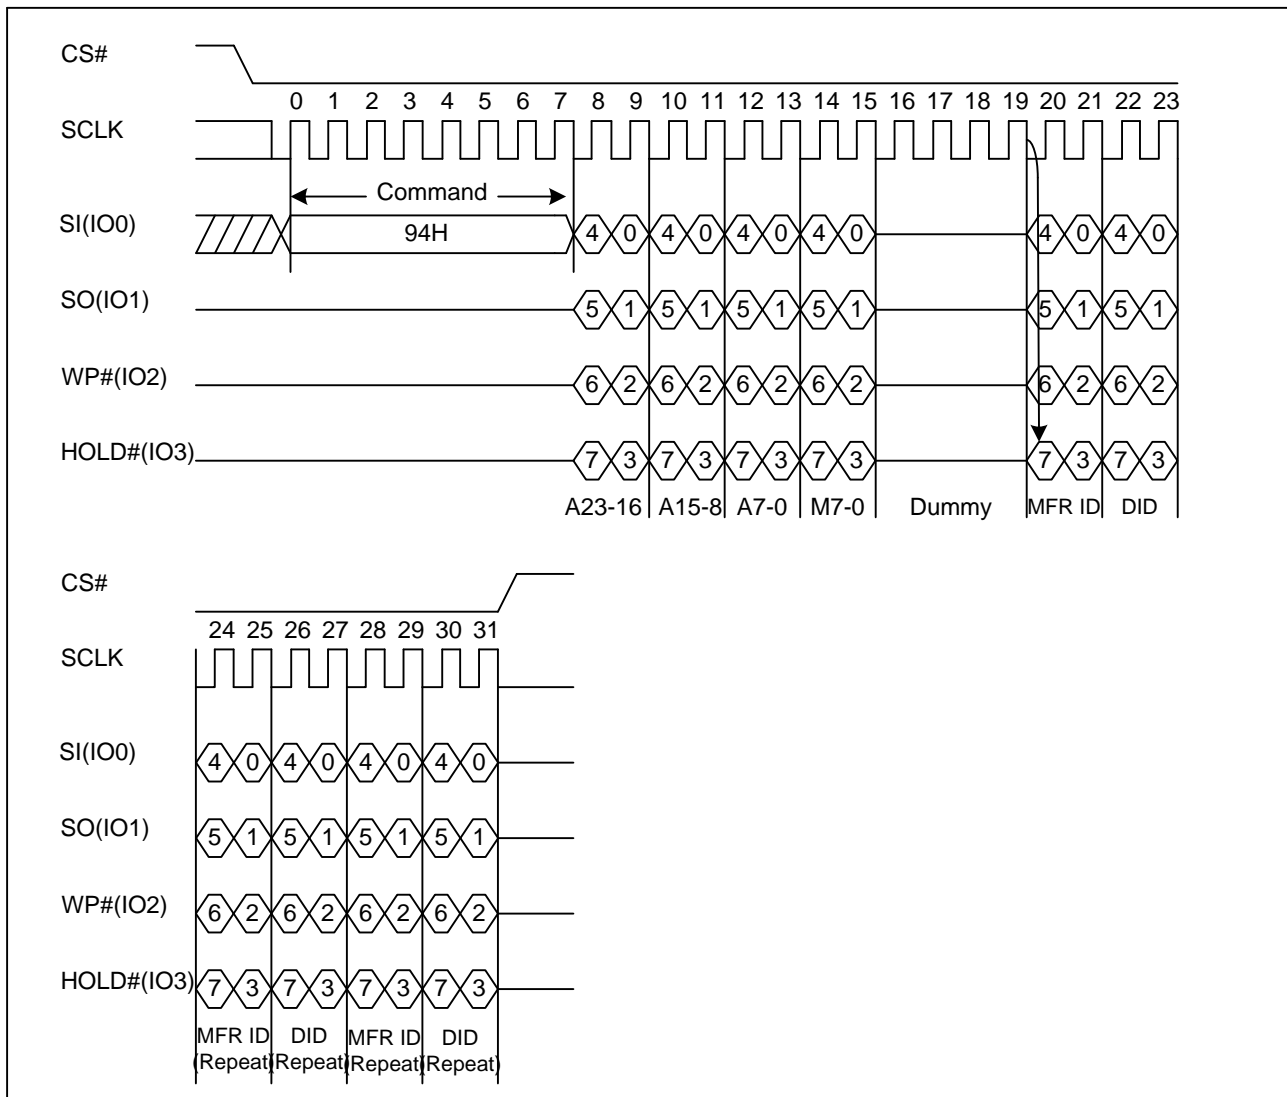 CS#
0 1 2 3 4 5 6 7 8 9 10 11 12 13 14 15 16 17 18 19 20 21 22 23
SCLK
Command
SI(IO0) 94H 4 0 4 0 4 0 4 0 4 0 4 0
SO(IO1) 5 1 5 1 5 1 5 1 5 1 5 1
WP#(IO2) 6 2 6 2 6 2 6 2 6 2 6 2
HOLD#(IO3) 7 3 7 3 7 3 7 3 7 3 7 3
A23-16 A15-8 A7-0 M7-0 Dummy MFR ID DID
CS#
24 25 26 27 28 29 30 31
SCLK
SI(IO0) 4 0 4 0 4 0 4 0
SO(IO1) 5 1 5 1 5 1 5 1
WP#(IO2) 6 2 6 2 6 2 6 2
HOLD#(IO3) 7 3 7 3 7 3 7 3
MFR ID DID MFR ID DID
(Repeat) (Repeat) (Repeat) (Repeat)